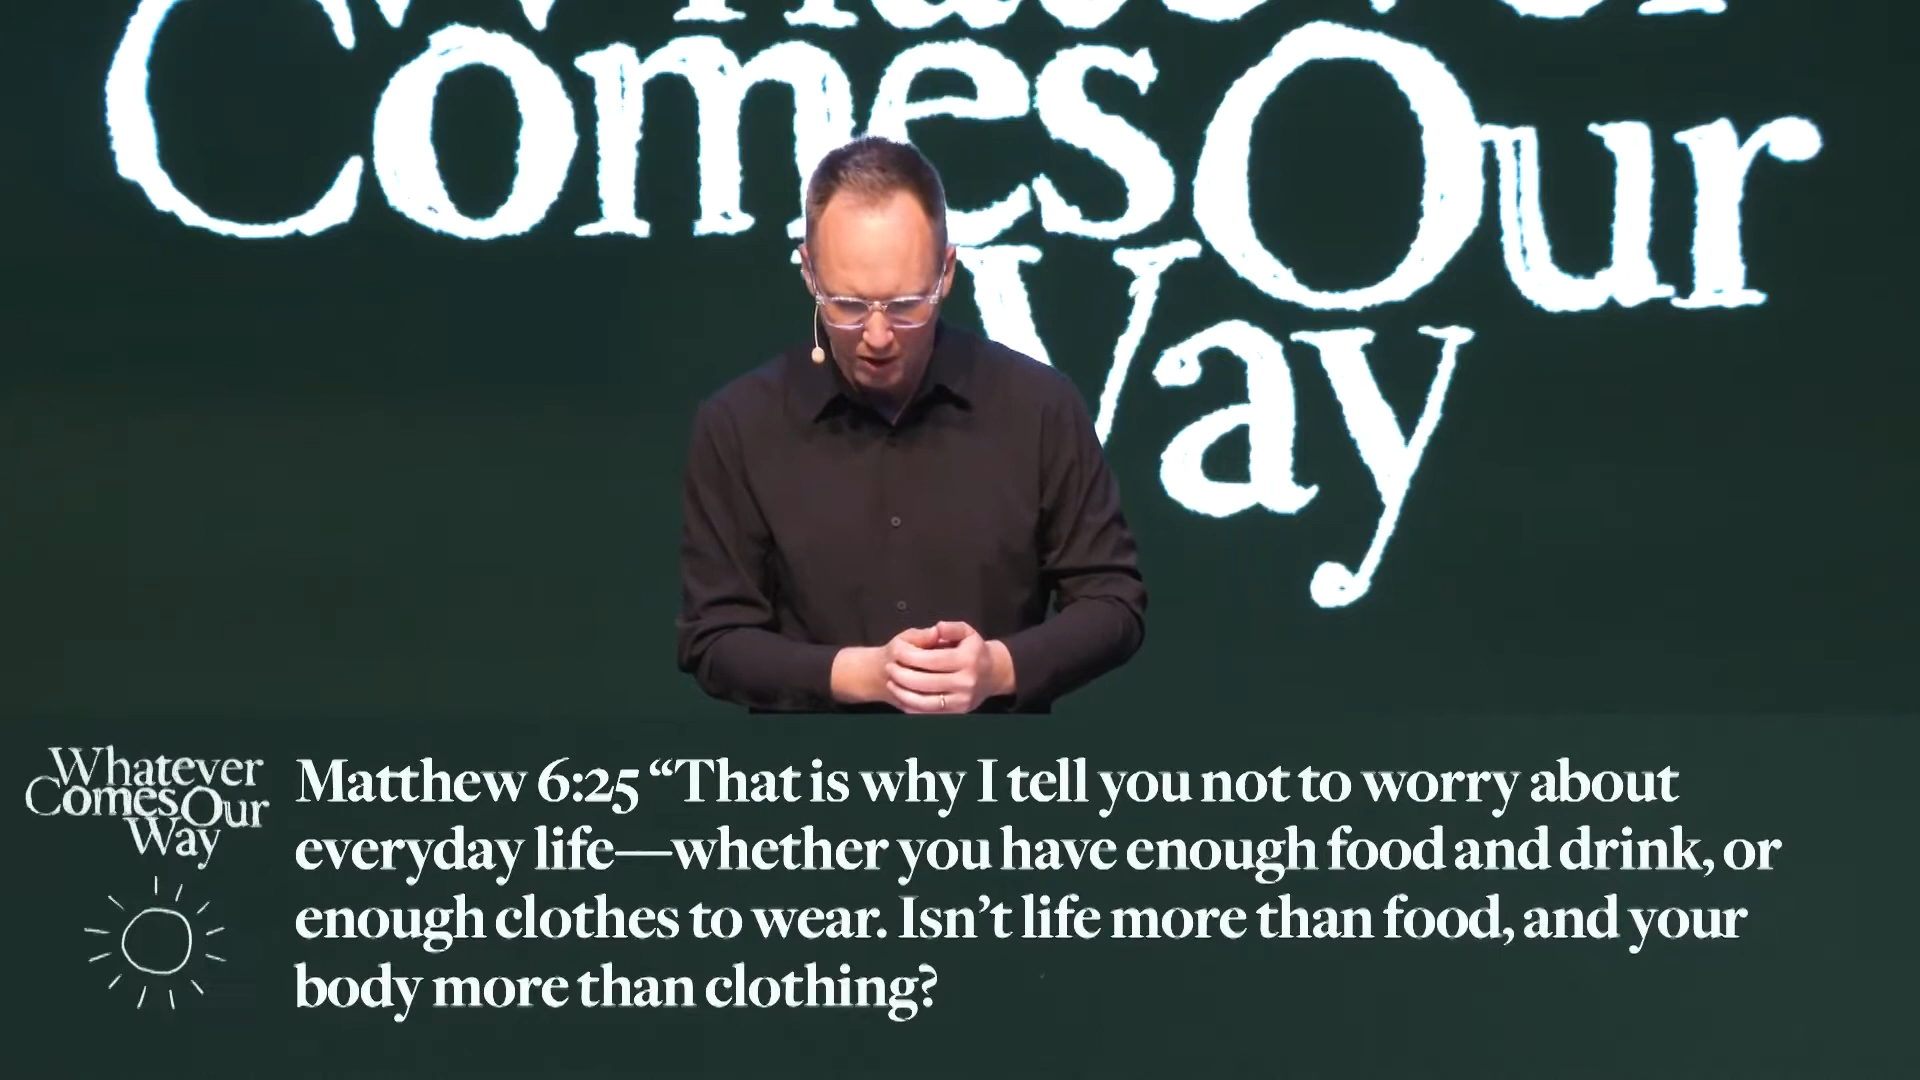 Whatever
Comes Our
Way
Whatever
Comes Our
Way
Matthew 6:25 “That is why I tell you not to worry about
everyday life—whether you have enough food and drink, or
enough clothes to wear. Isn’t life more than food, and your
body more than clothing?